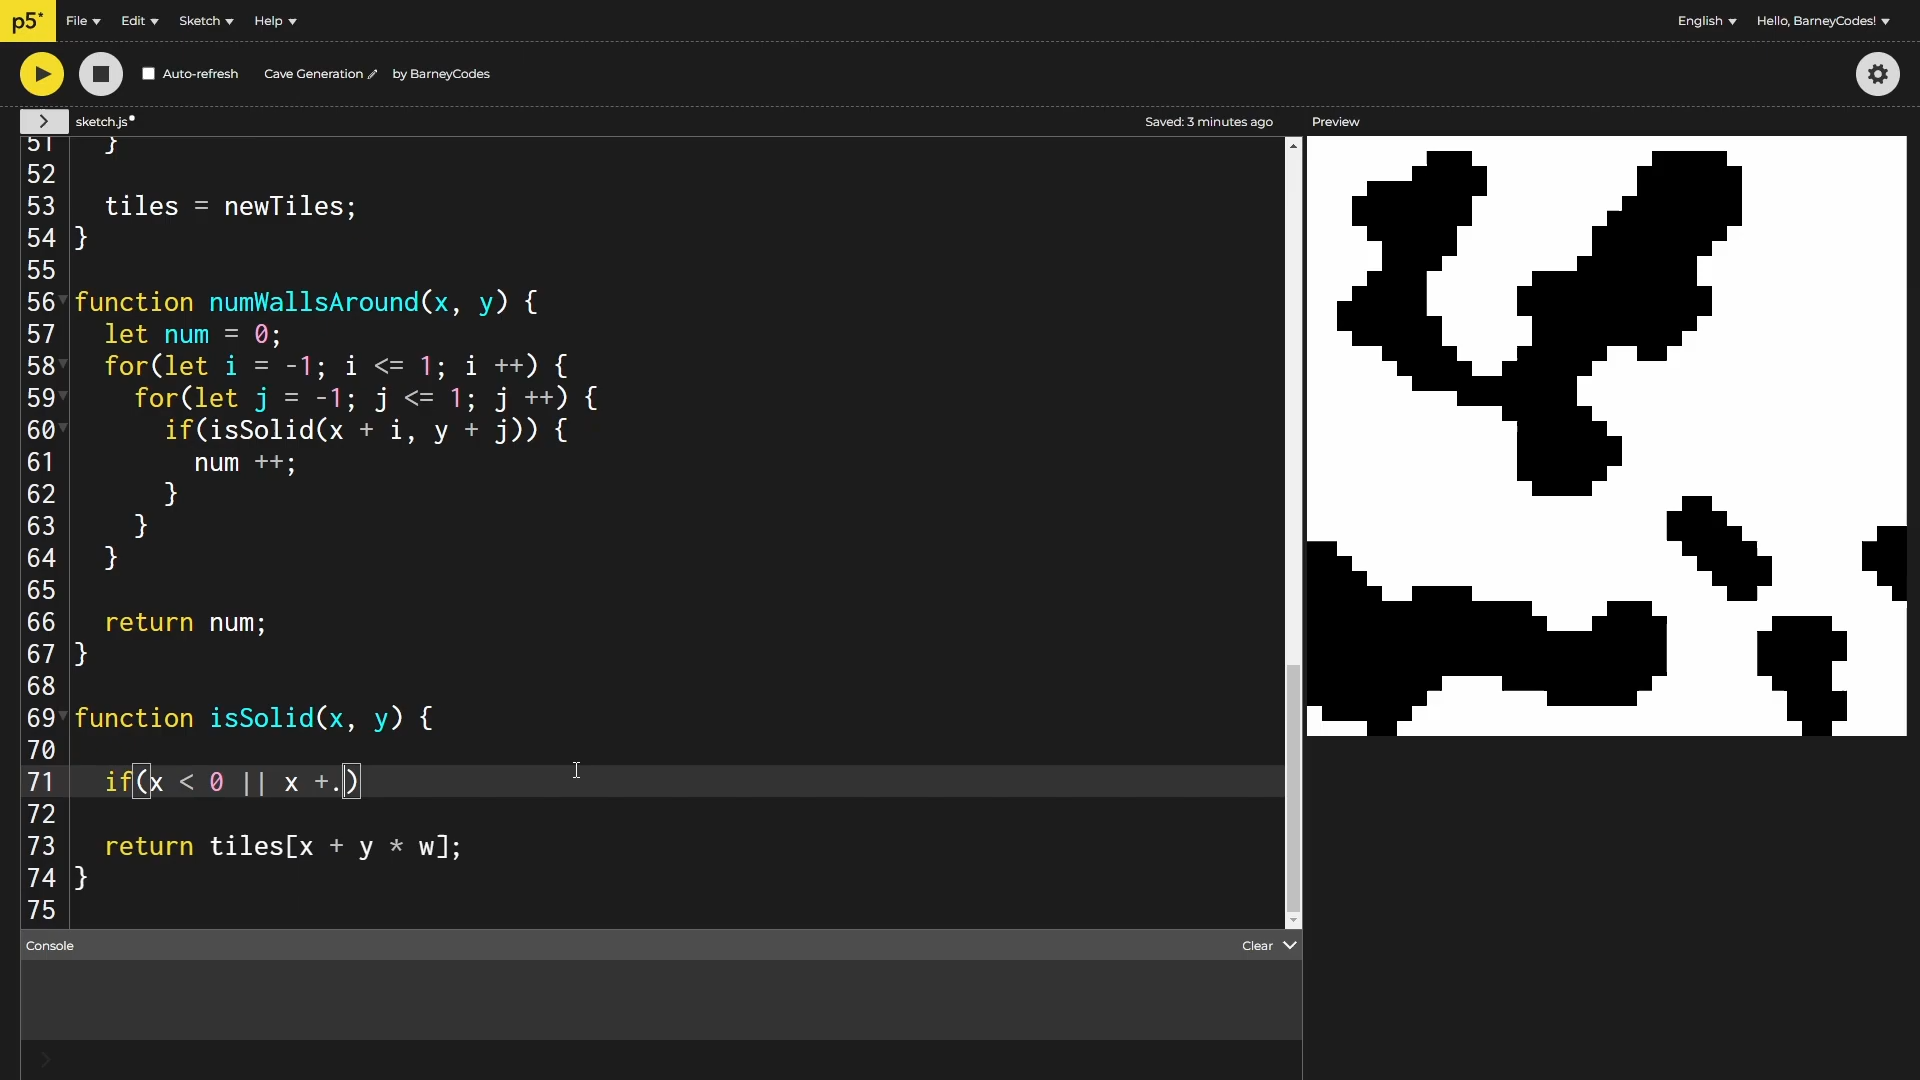 p5* File Edit Sketch Help English Hello, BarneyCodes!
Auto-refresh Cave Generation by BarneyCodes
> sketch.js Saved: 3 minutes ago Preview
51 }
52
53 tiles = newTiles;
54 }
55
56 function numWallsAround(x, y) {
57 let num = 0;
58 for(let i = -1; i <= 1; i ++) {
59 for(let j = -1; j <= 1; j ++) {
60 if(isSolid(x + i, y + j)) {
61 num ++;
62 }
63 }
64 }
65
66 return num;
67 }
68
69 function isSolid(x, y) {
70
71 if(x < 0 || x +.)
72
73 return tiles[x + y * w];
74 }
75
Console Clear
>